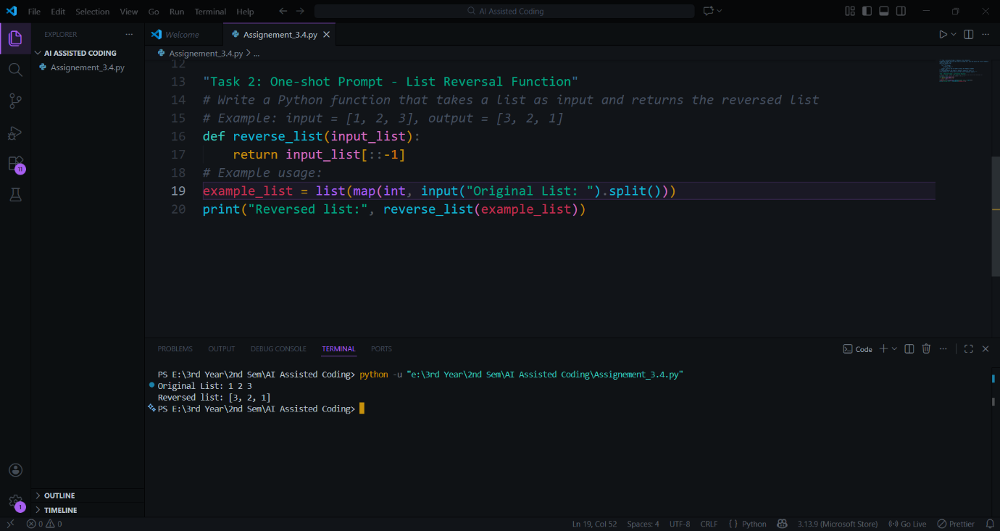 File Edit Selection View Go Run Terminal Help AI Assisted Coding
EXPLORER
AI ASSISTED CODING
Assignement_3.4.py
11
OUTLINE
TIMELINE
1
Welcome Assignement_3.4.py
Assignement_3.4.py > ...
12
13 "Task 2: One-shot Prompt - List Reversal Function"
14 # Write a Python function that takes a list as input and returns the reversed list
15 # Example: input = [1, 2, 3], output = [3, 2, 1]
16 def reverse_list(input_list):
17 return input_list[::-1]
18 # Example usage:
19 example_list = list(map(int, input("Original List: ").split()))
20 print("Reversed list:", reverse_list(example_list))
PROBLEMS OUTPUT DEBUG CONSOLE TERMINAL PORTS Code
PS E:\3rd Year\2nd Sem\AI Assisted Coding> python -u "e:\3rd Year\2nd Sem\AI Assisted Coding\Assignement_3.4.py"
Original List: 1 2 3
Reversed list: [3, 2, 1]
PS E:\3rd Year\2nd Sem\AI Assisted Coding>
0 0 Ln 19, Col 52 Spaces: 4 UTF-8 CRLF { } Python 3.13.9 (Microsoft Store) Go Live Prettier